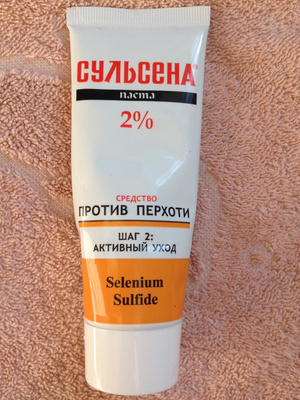 СУЛЬСЕНА®
паста
2%
СРЕДСТВО
ПРОТИВ ПЕРХОТИ
ШАГ 2:
АКТИВНЫЙ УХОД
Selenium
Sulfide